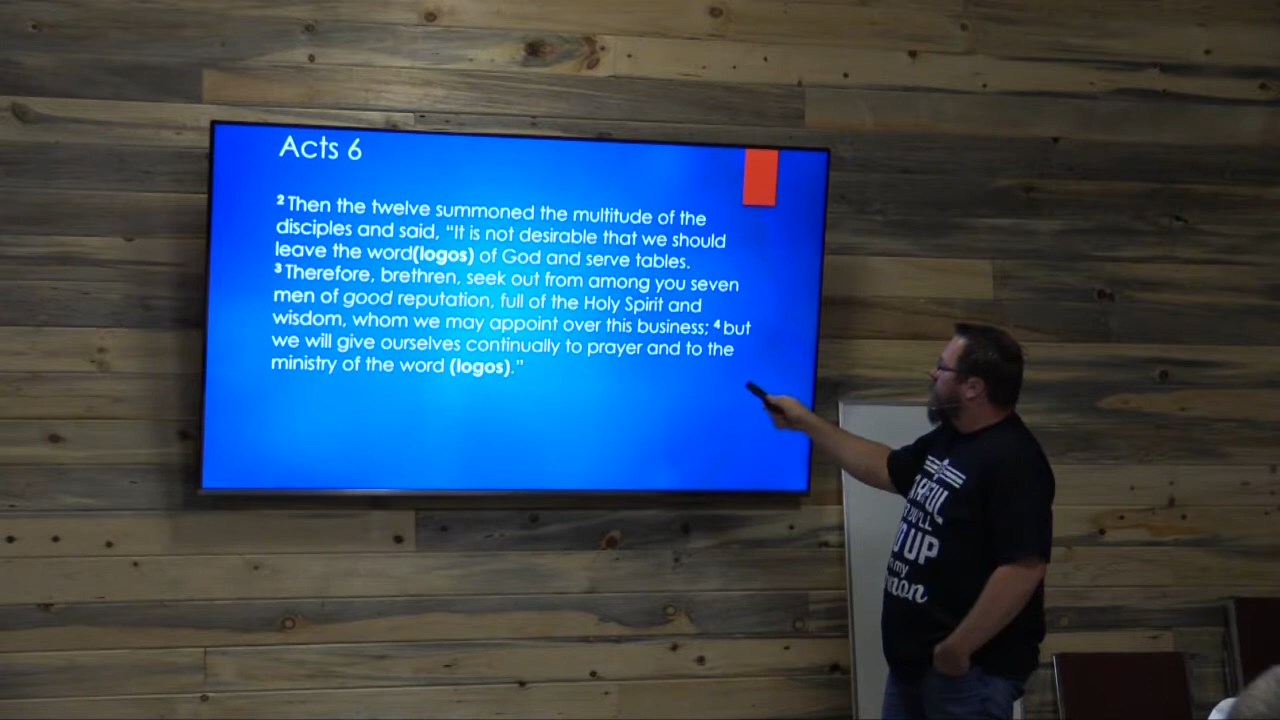 Acts 6
² Then the twelve summoned the multitude of the
disciples and said, “It is not desirable that we should
leave the word(logos) of God and serve tables.
³ Therefore, brethren, seek out from among you seven
men of good reputation, full of the Holy Spirit and
wisdom, whom we may appoint over this business; ⁴ but
we will give ourselves continually to prayer and to the
ministry of the word (logos).”
UP
my